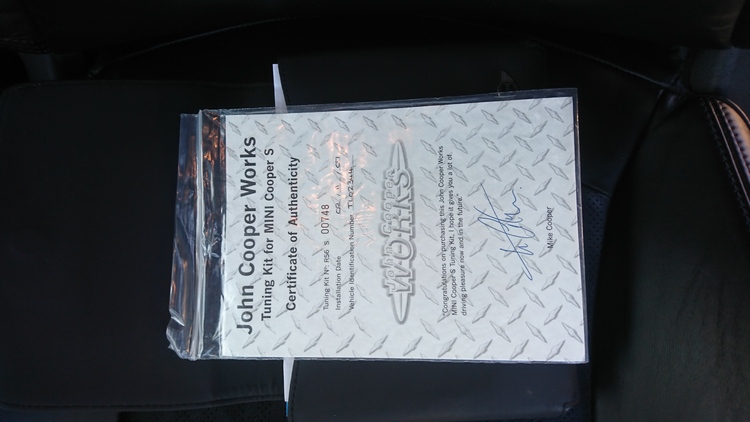 John Cooper Works
Tuning Kit for MINI Cooper S
Certificate of Authenticity
Tuning Kit Nº. R56 S 00748
Installation Date
Vehicle Identification Number
JOHN COOPER
WORKS
"Congratulations on purchasing this John Cooper Works
MINI Cooper S Tuning Kit. I hope it gives you a lot of
driving pleasure now and in the future."
Mike Cooper